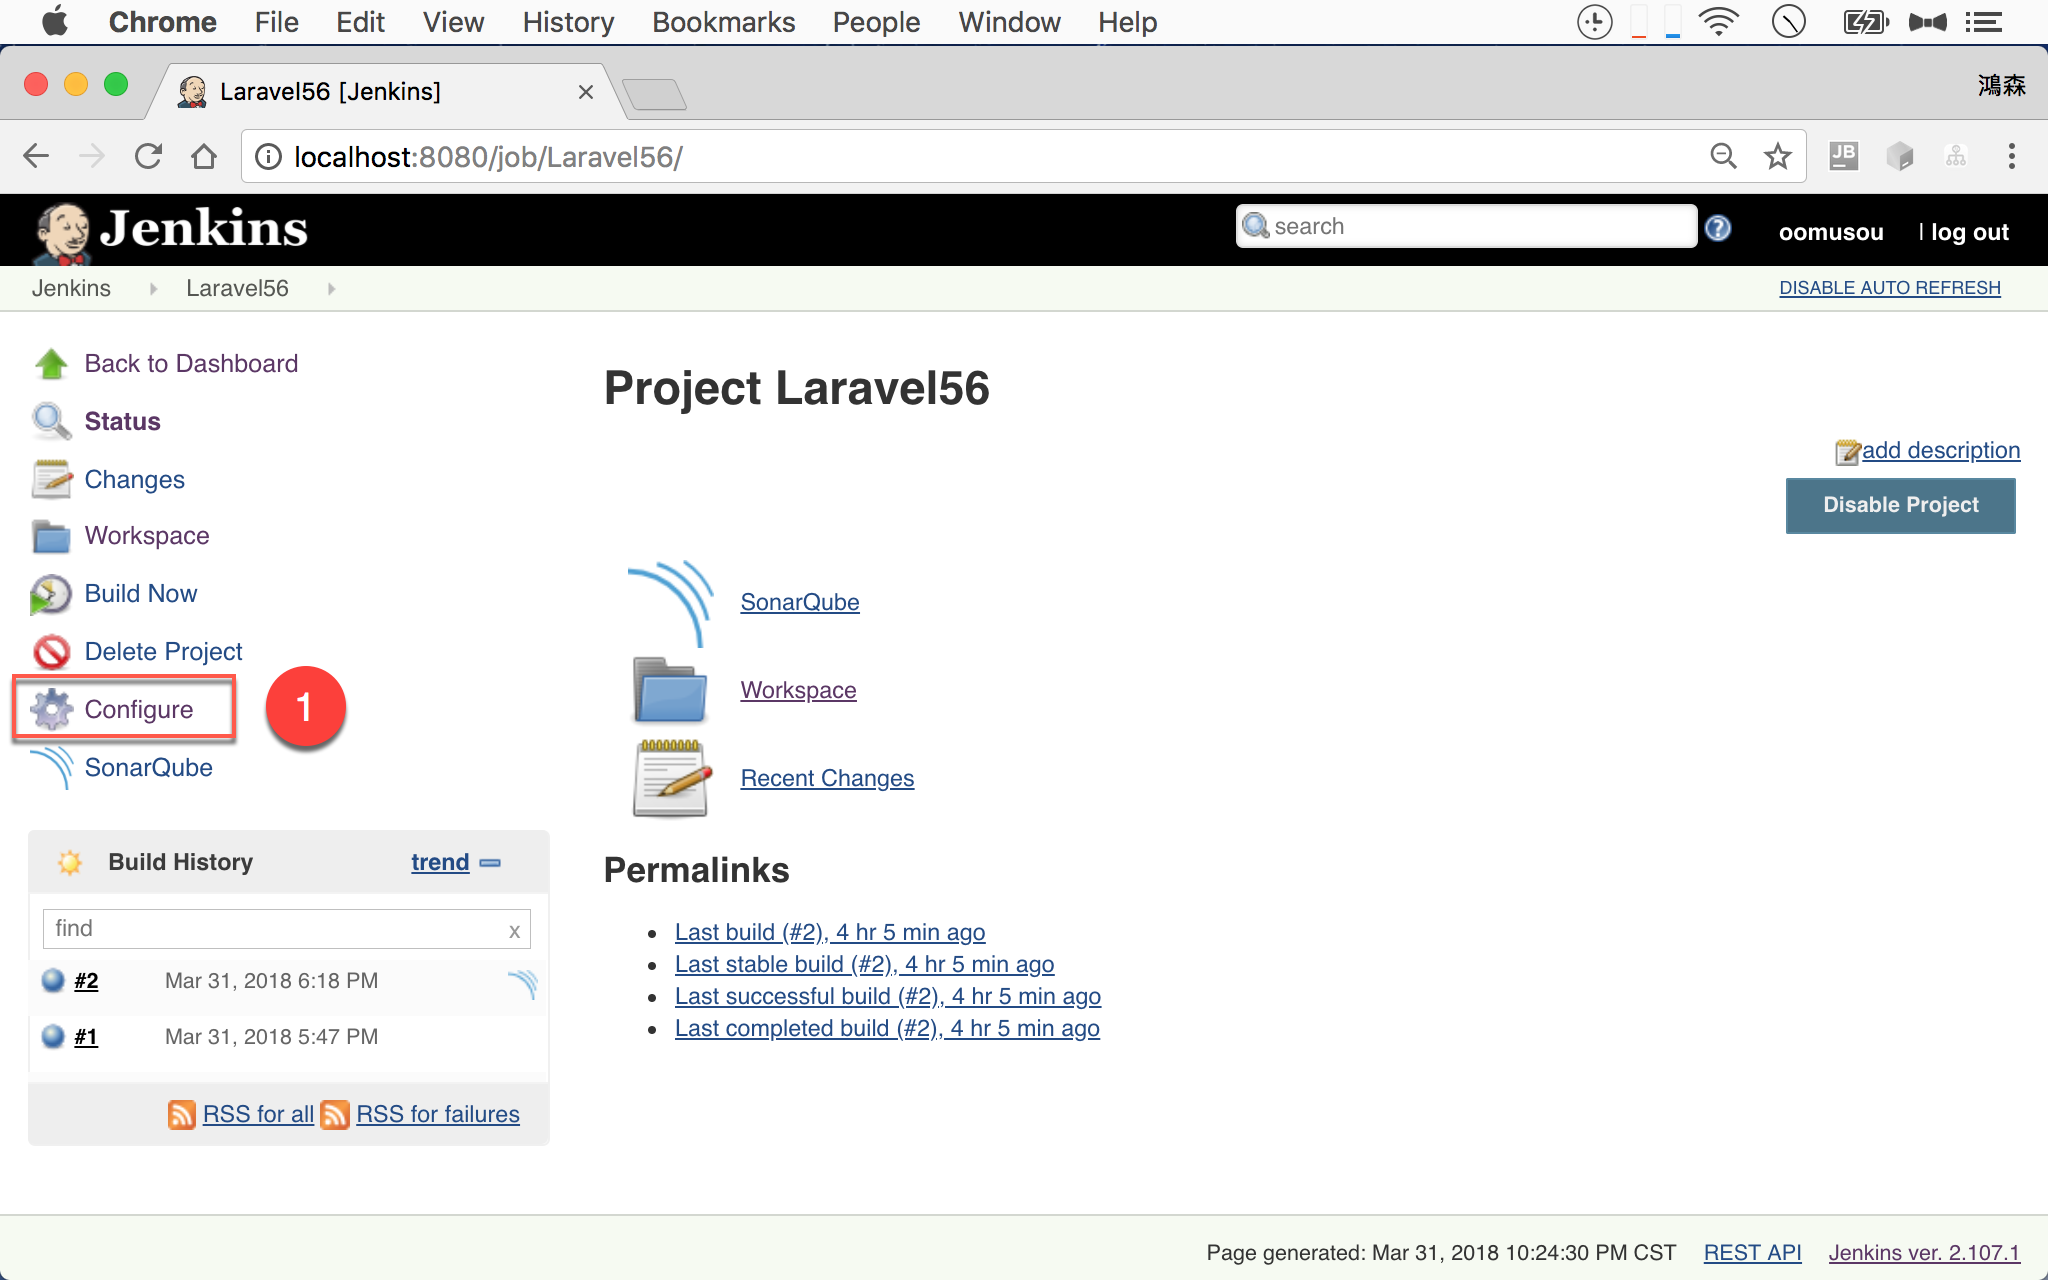 Chrome File Edit View History Bookmarks People Window Help
Laravel56 [Jenkins]
鴻森
localhost:8080/job/Laravel56/
JB
Jenkins
search
oomusou
| log out
Jenkins
Laravel56
DISABLE AUTO REFRESH
Back to Dashboard
Status
Changes
Workspace
Build Now
Delete Project
Configure
1
SonarQube
Build History
trend
find
x
#2 Mar 31, 2018 6:18 PM
#1 Mar 31, 2018 5:47 PM
RSS for all RSS for failures
Project Laravel56
add description
Disable Project
SonarQube
Workspace
Recent Changes
Permalinks
Last build (#2), 4 hr 5 min ago
Last stable build (#2), 4 hr 5 min ago
Last successful build (#2), 4 hr 5 min ago
Last completed build (#2), 4 hr 5 min ago
Page generated: Mar 31, 2018 10:24:30 PM CST REST API Jenkins ver. 2.107.1